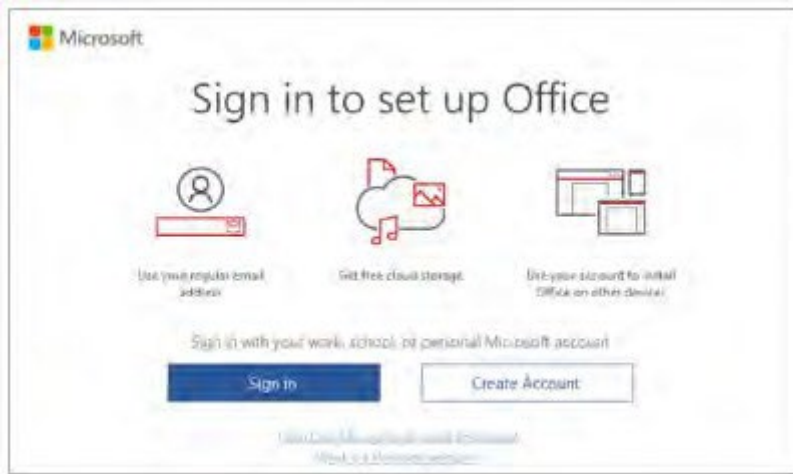 Microsoft
Sign in to set up Office
Use your regular email
address
Get free cloud storage
Use your account to install
Office on other devices
Sign in with your work, school, or personal Microsoft account
Sign in
Create Account